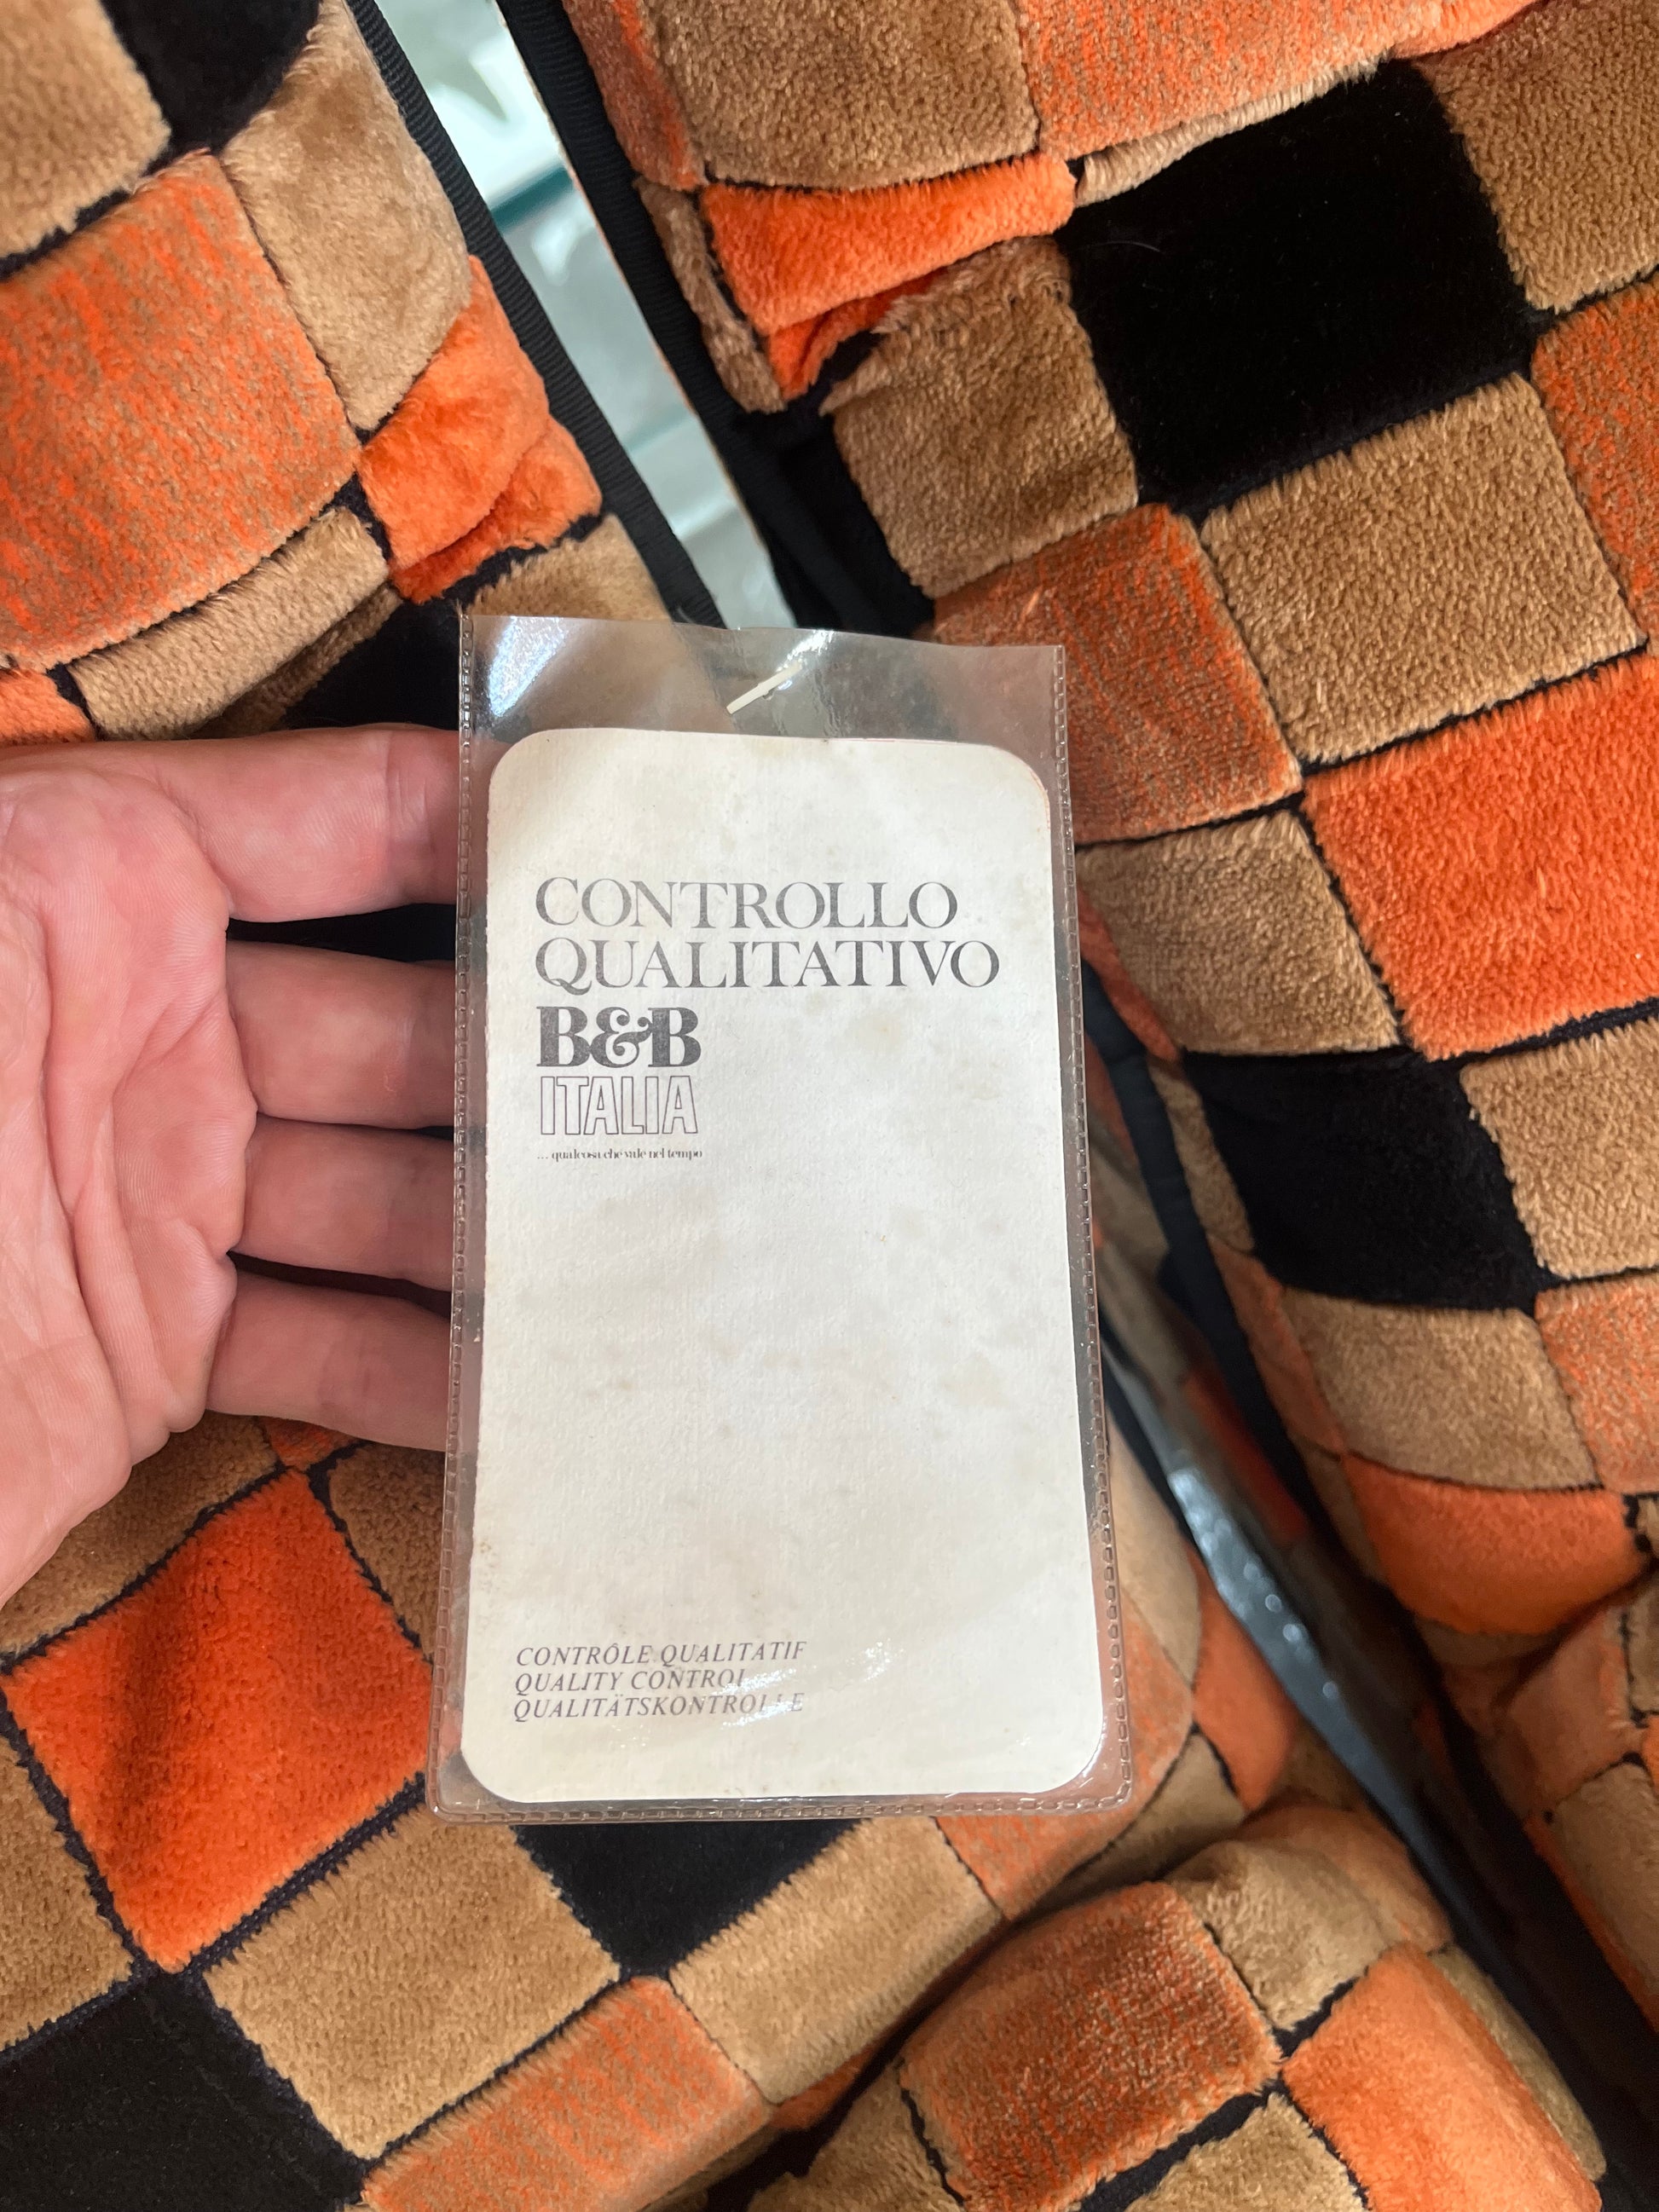 CONTROLLO
QUALITATIVO
B&B
ITALIA
... qualcosa che vale nel tempo
CONTRÔLE QUALITATIF
QUALITY CONTROL
QUALITÄTSKONTROLLE